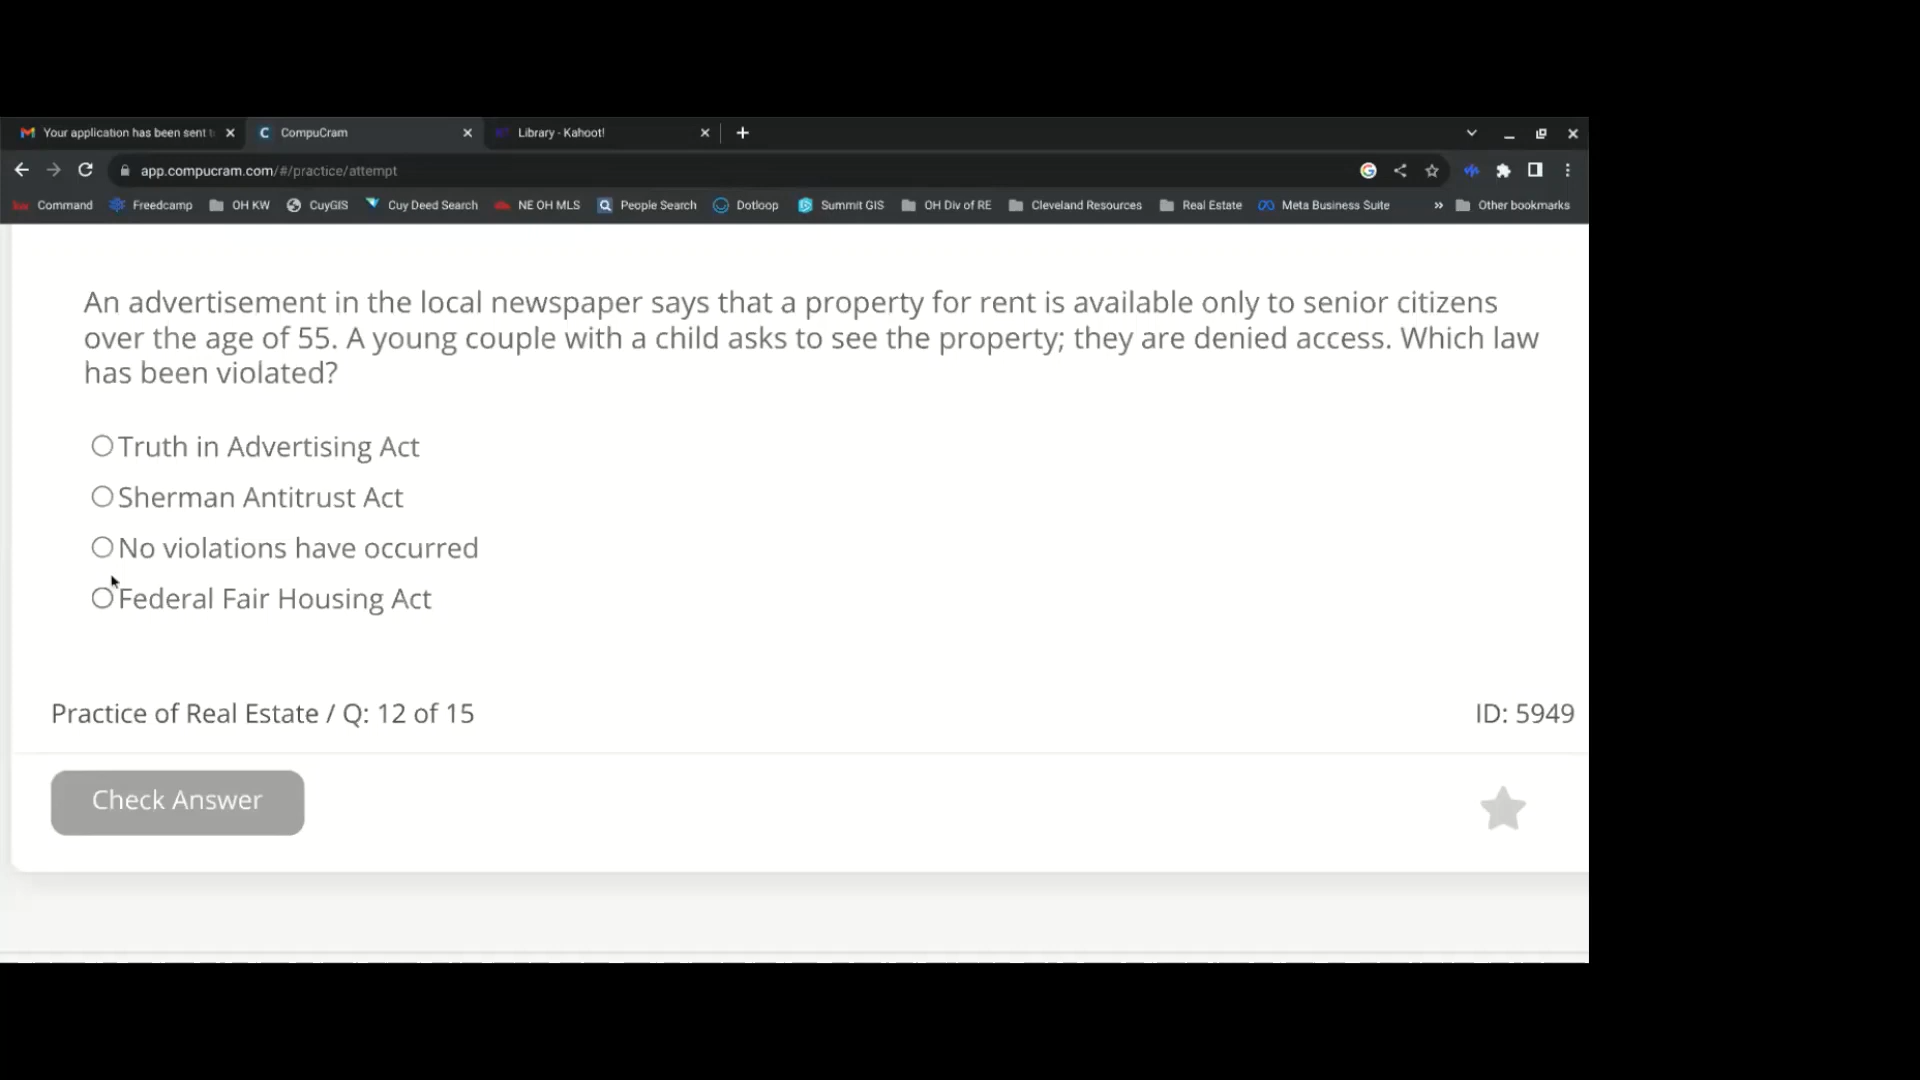 Your application has been sent t
CompuCram
Library - Kahoot!
app.compucram.com/#/practice/attempt
Command
Freedcamp
OH KW
CuyGIS
Cuy Deed Search
NE OH MLS
People Search
Dotloop
Summit GIS
OH Div of RE
Cleveland Resources
Real Estate
Meta Business Suite
»
Other bookmarks
An advertisement in the local newspaper says that a property for rent is available only to senior citizens
over the age of 55. A young couple with a child asks to see the property; they are denied access. Which law
has been violated?
Truth in Advertising Act
Sherman Antitrust Act
No violations have occurred
Federal Fair Housing Act
Practice of Real Estate / Q: 12 of 15
ID: 5949
Check Answer